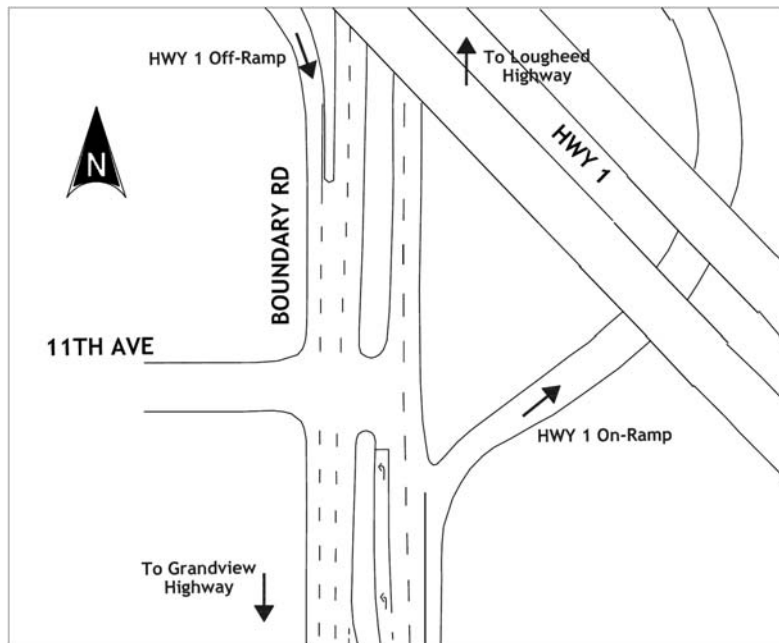 HWY 1 Off-Ramp
To Lougheed
Highway
HWY 1
N
BOUNDARY RD
11TH AVE
HWY 1 On-Ramp
To Grandview
Highway